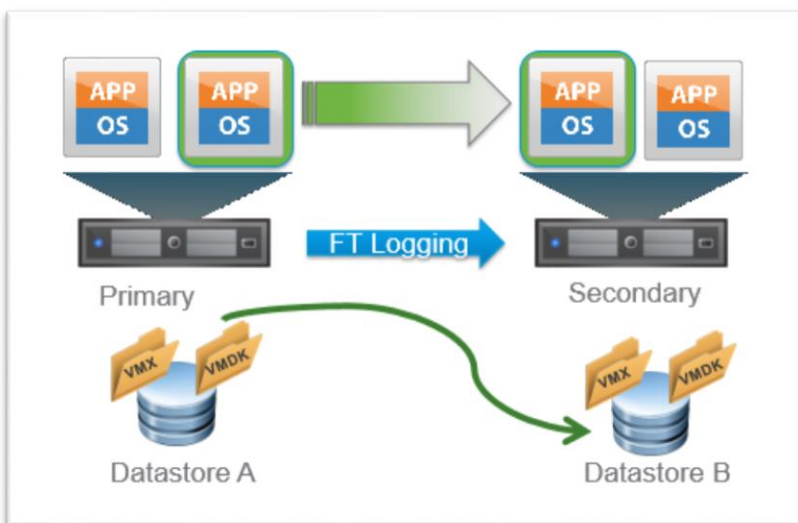 APP
OS
APP
OS
APP
OS
APP
OS
FT Logging
Primary
Secondary
VMX
VMDK
VMX
VMDK
Datastore A
Datastore B